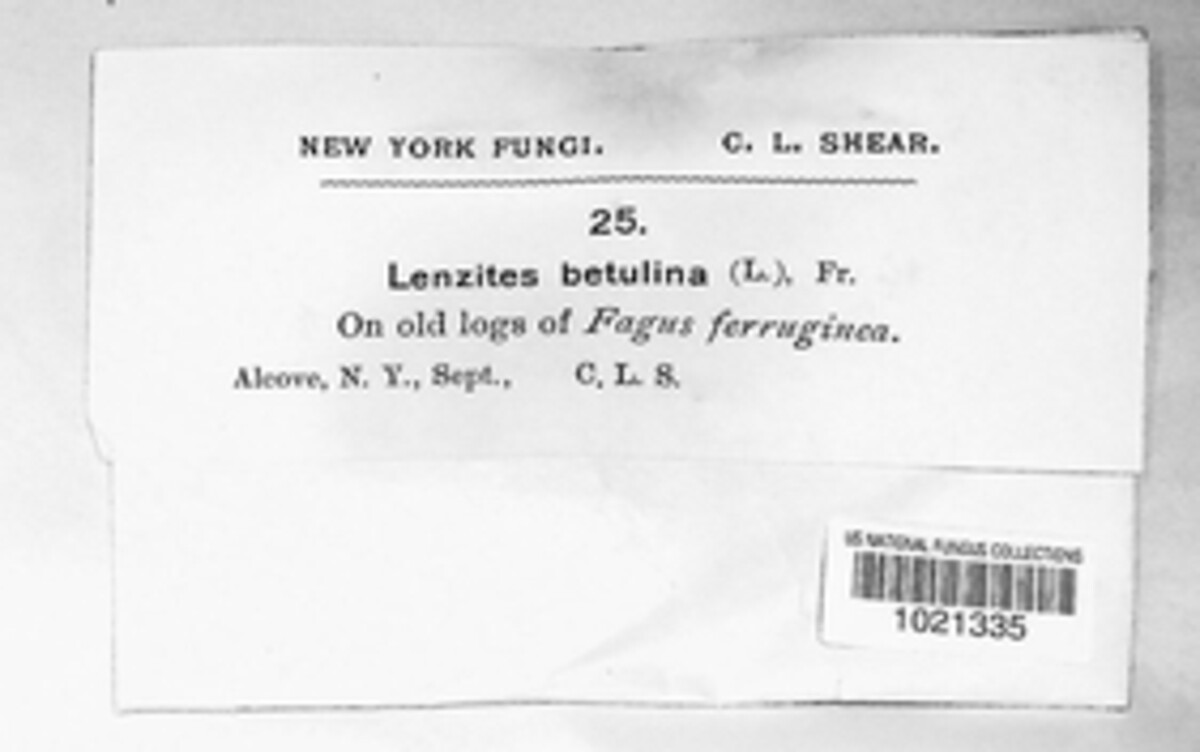 NEW YORK FUNGI. C. L. SHEAR.
25.
Lenzites betulina (L.), Fr.
On old logs of Fagus ferruginea.
Alcove, N. Y., Sept., C. L. S.
US NATIONAL FUNGUS COLLECTIONS
1021335